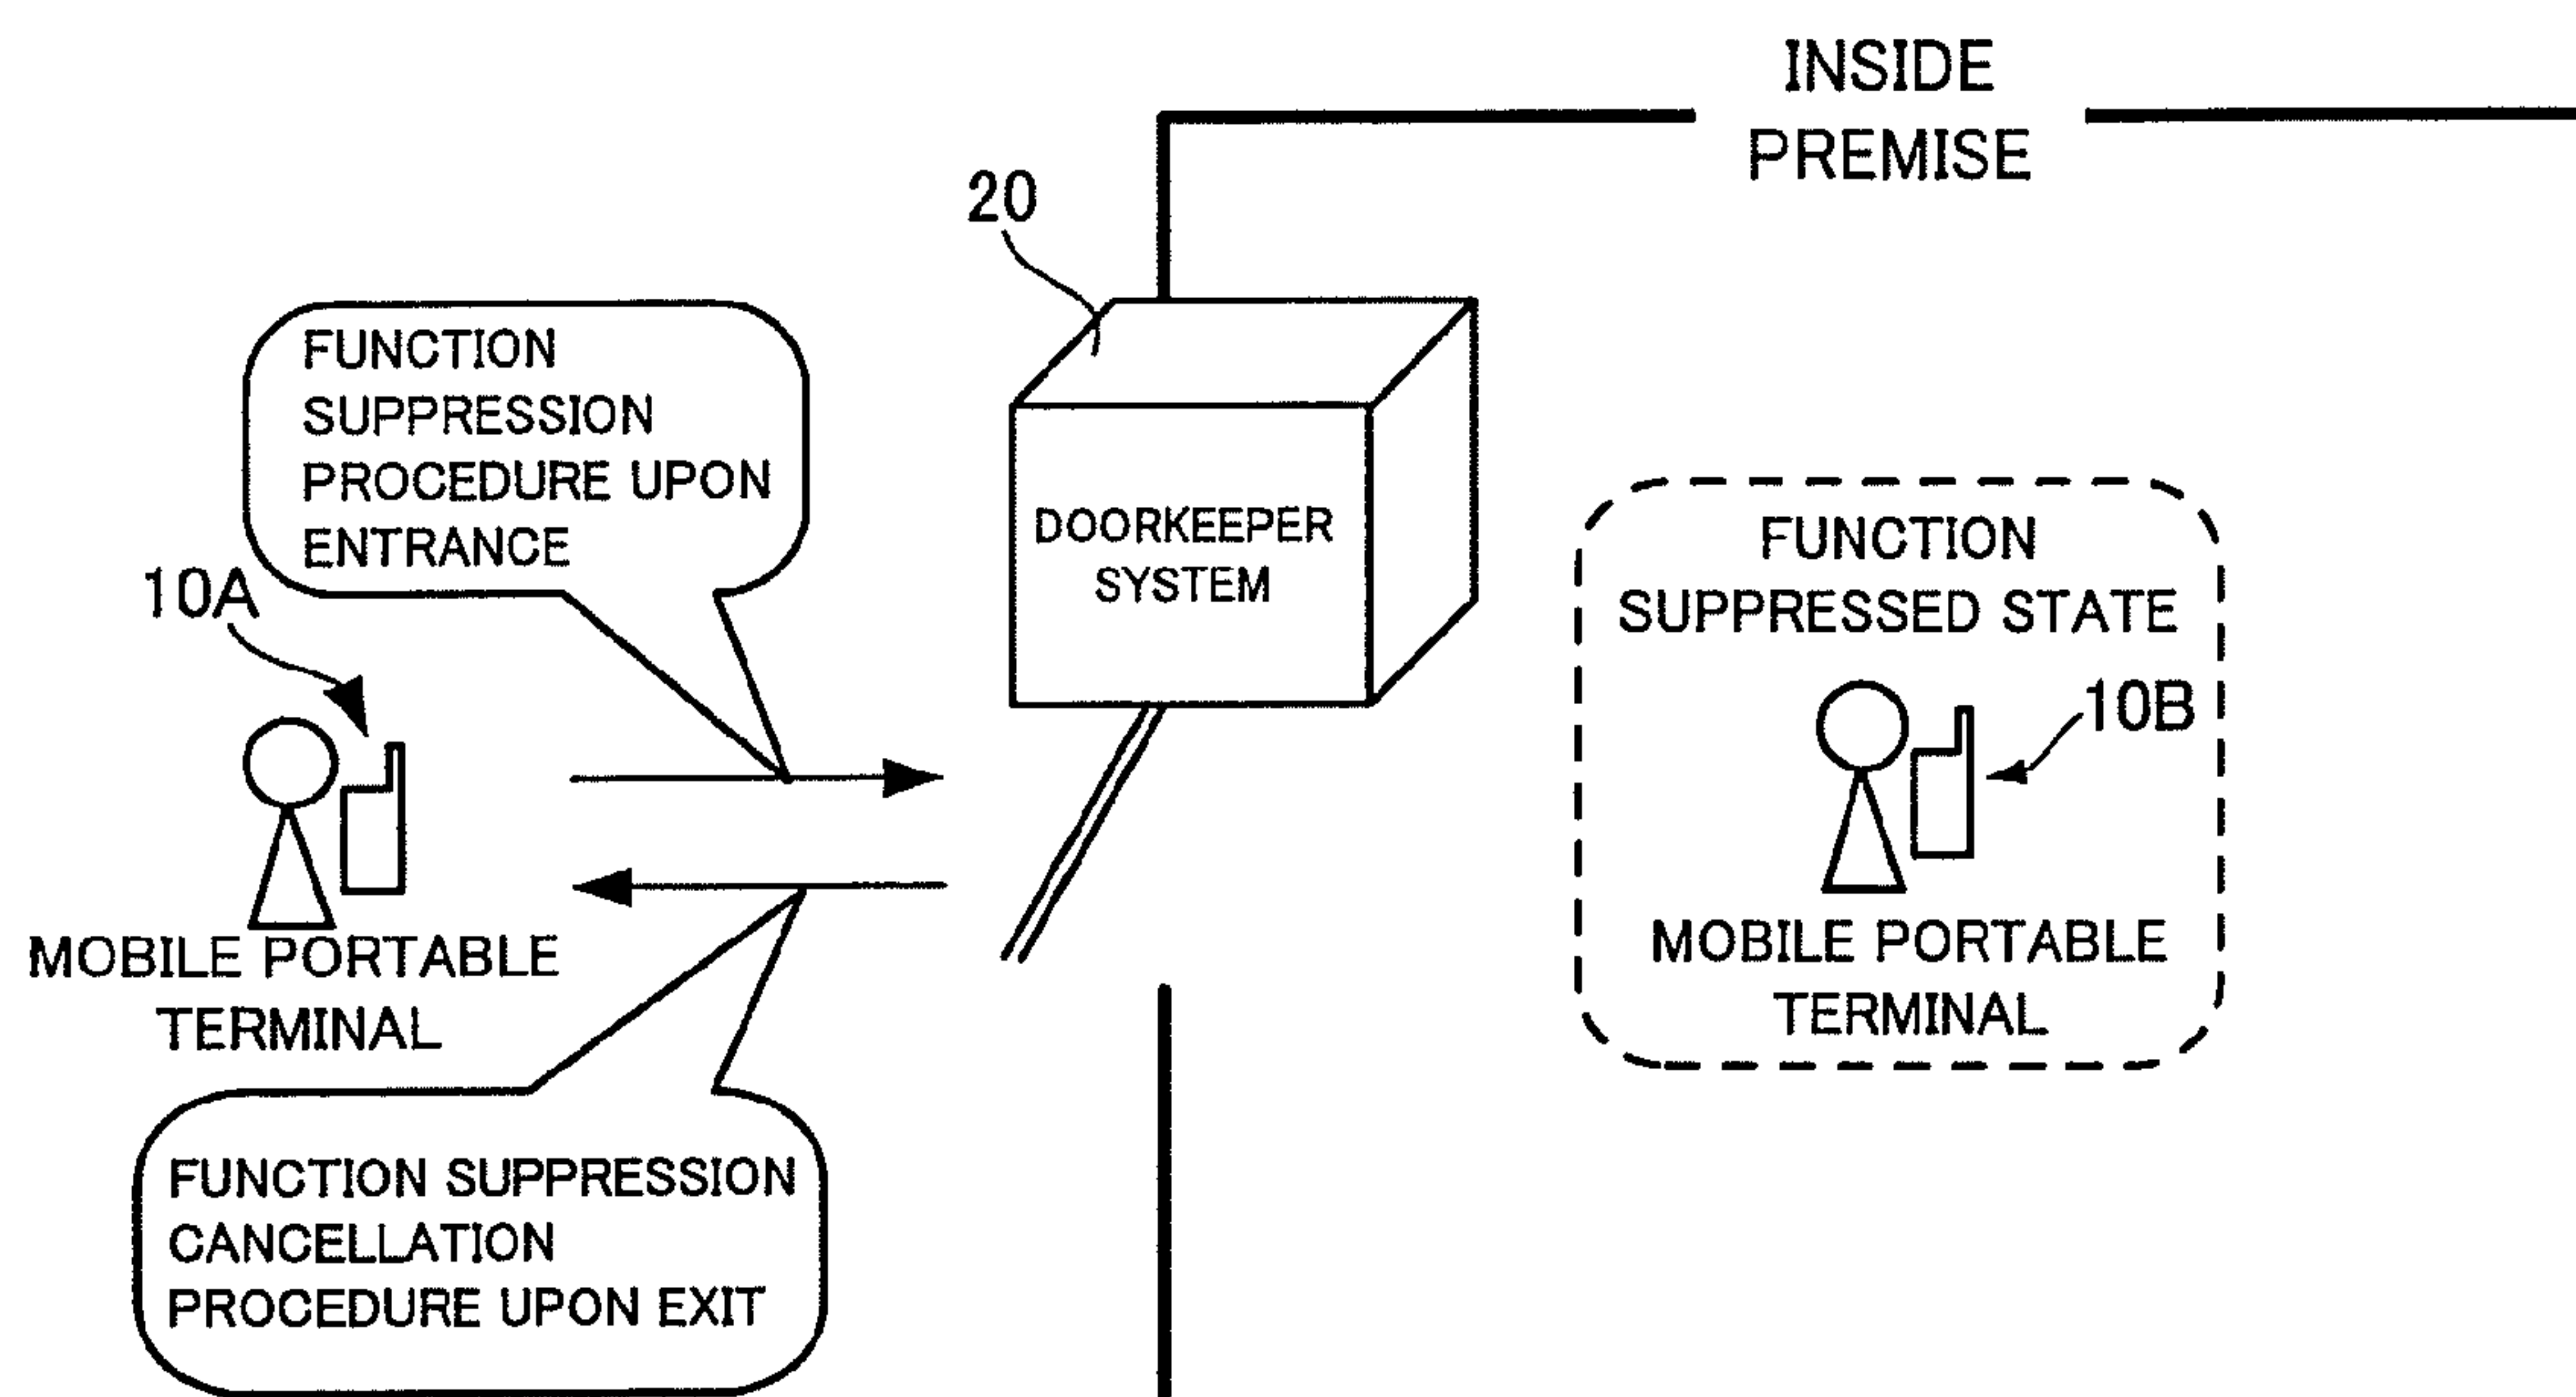 INSIDE
PREMISE
20
FUNCTION
SUPPRESSION
PROCEDURE UPON
ENTRANCE
10A
DOORKEEPER
SYSTEM
FUNCTION
SUPPRESSED STATE
10B
MOBILE PORTABLE
TERMINAL
MOBILE PORTABLE
TERMINAL
FUNCTION SUPPRESSION
CANCELLATION
PROCEDURE UPON EXIT